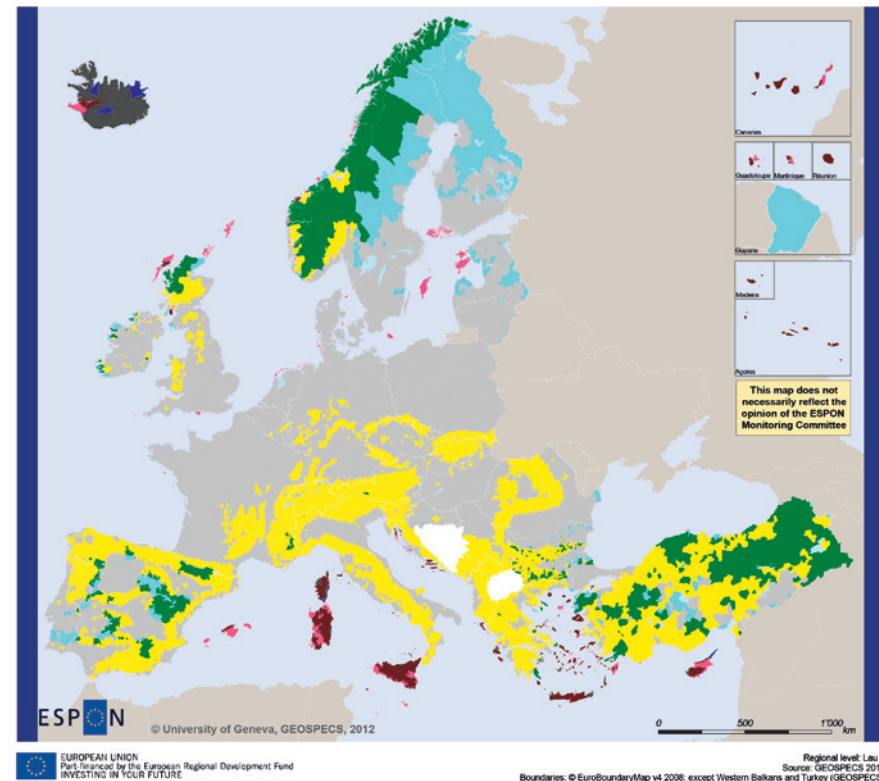 Canaries
Guadeloupe Martinique Réunion
Guyane
Madeira
Açores
This map does
not
necessarily reflect the
opinion of the ESPON
Monitoring Committee
ESPON
© University of Geneva, GEOSPECS, 2012
0 500 1'000
km
EUROPEAN UNION
Part-financed by the European Regional Development Fund
INVESTING IN YOUR FUTURE
Regional level: Lau
Source: GEOSPECS 201
Boundaries: © EuroBoundaryMap v4 2008; except Western Balkans and Turkey (GEOSPECS